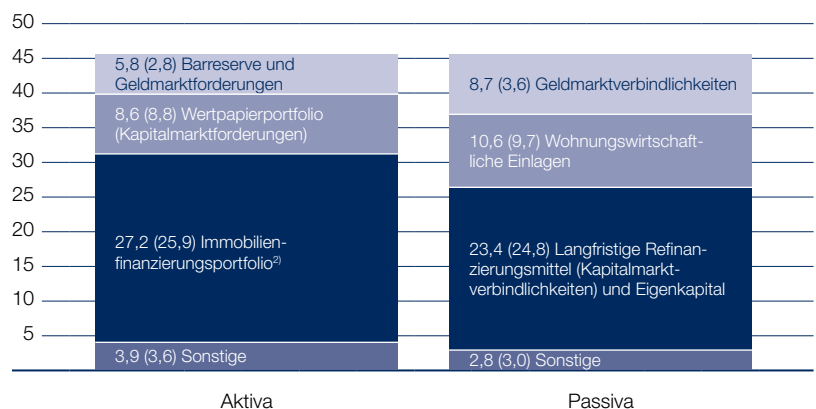 50
45
40
35
30
25
20
15
10
5
5,8 (2,8) Barreserve und
Geldmarktforderungen
8,6 (8,8) Wertpapierportfolio
(Kapitalmarktforderungen)
27,2 (25,9) Immobilien-
finanzierungsportfolio²⁾
3,9 (3,6) Sonstige
8,7 (3,6) Geldmarktverbindlichkeiten
10,6 (9,7) Wohnungswirtschaft-
liche Einlagen
23,4 (24,8) Langfristige Refinan-
zierungsmittel (Kapitalmarkt-
verbindlichkeiten) und Eigenkapital
2,8 (3,0) Sonstige
Aktiva
Passiva